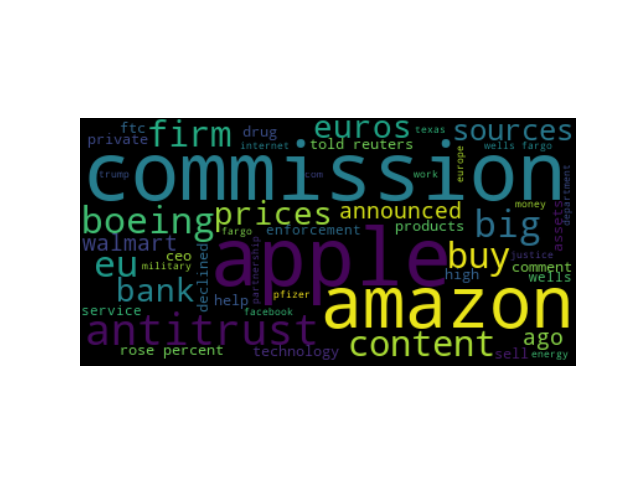 ftc firm drug euros texas sources
private internet told reuters wells fargo
commission
trump com work europe department
boeing prices announced money big assets
walmart fargo enforcement products
apple
eu ceo declined partnership buy high justice comment wells
military bank help pfizer amazon
service facebook
antitrust content ago
rose percent technology sell energy